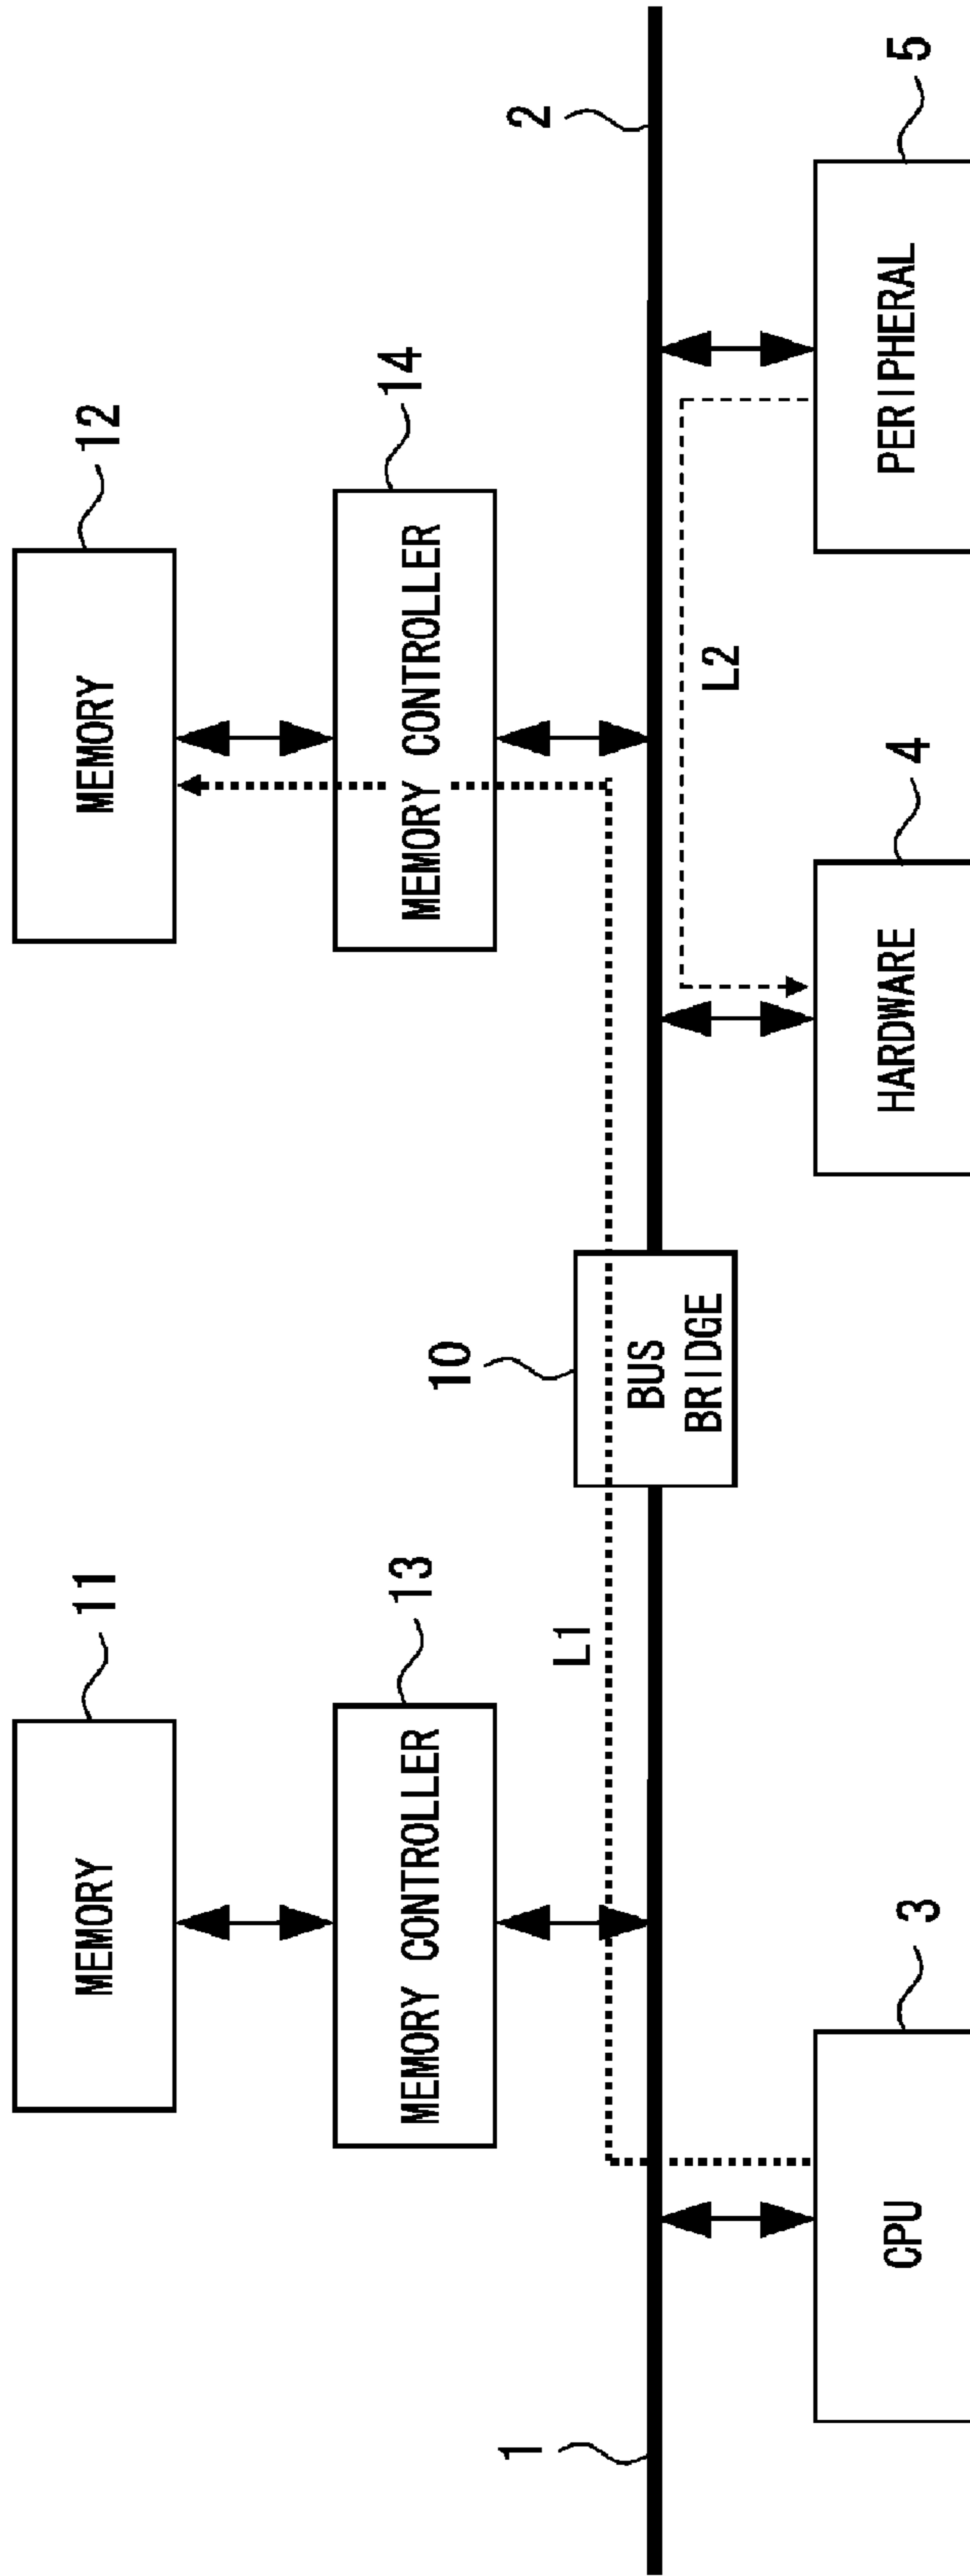 11
12
MEMORY
MEMORY
13
14
MEMORY CONTROLLER
MEMORY CONTROLLER
10
1
2
L1
BUS
BRIDGE
L2
3
4
5
CPU
HARDWARE
PERIPHERAL